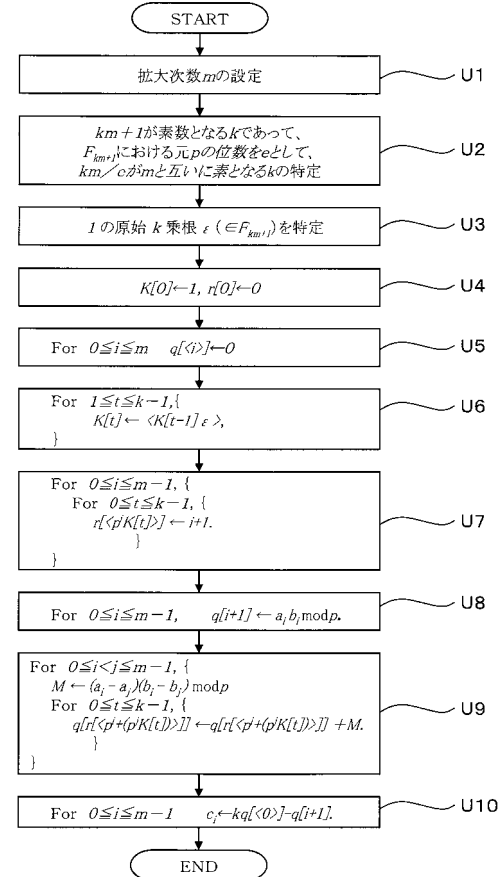 START
拡大次数mの設定
U1
km+1が素数となるkであって、
F_{km+1}における元pの位数をeとして、
km/eがmと互いに素となるkの特定
U2
1の原始k乗根ε(∈F_{km+1})を特定
U3
K[0]←1, r[0]←0
U4
For 0≦i≦m q[<i>]←0
U5
For 1≦t≦k-1,{
K[t]←<K[t-1]ε>,
}
U6
For 0≦i≦m-1, {
For 0≦t≦k-1, {
r[<p^iK[t]>]←i+1.
}
}
U7
For 0≦i≦m-1, q[i+1]←a_ib_i mod p.
U8
For 0≦i<j≦m-1, {
M←(a_i-a_j)(b_i-b_j) mod p
For 0≦t≦k-1, {
q[r[<p^i+(p^jK[t])>]]←q[r[<p^i+(p^jK[t])>]]+M.
}
}
U9
For 0≦i≦m-1 c_i←kq[<0>]-q[i+1].
U10
END